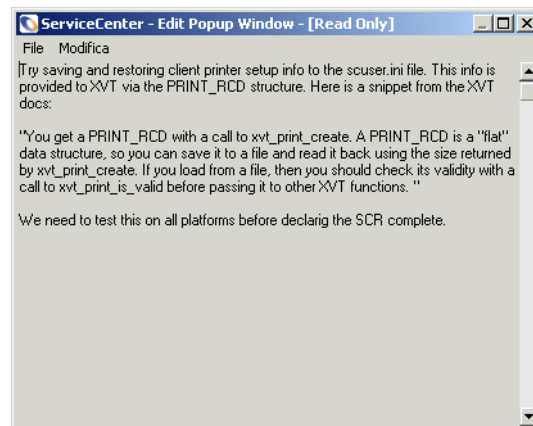 ServiceCenter - Edit Popup Window - [Read Only]
File Modifica
Try saving and restoring client printer setup info to the scuser.ini file. This info is
provided to XVT via the PRINT_RCD structure. Here is a snippet from the XVT
docs:
"You get a PRINT_RCD with a call to xvt_print_create. A PRINT_RCD is a "flat"
data structure, so you can save it to a file and read it back using the size returned
by xvt_print_create. If you load from a file, then you should check its validity with a
call to xvt_print_is_valid before passing it to other XVT functions. "
We need to test this on all platforms before declarig the SCR complete.